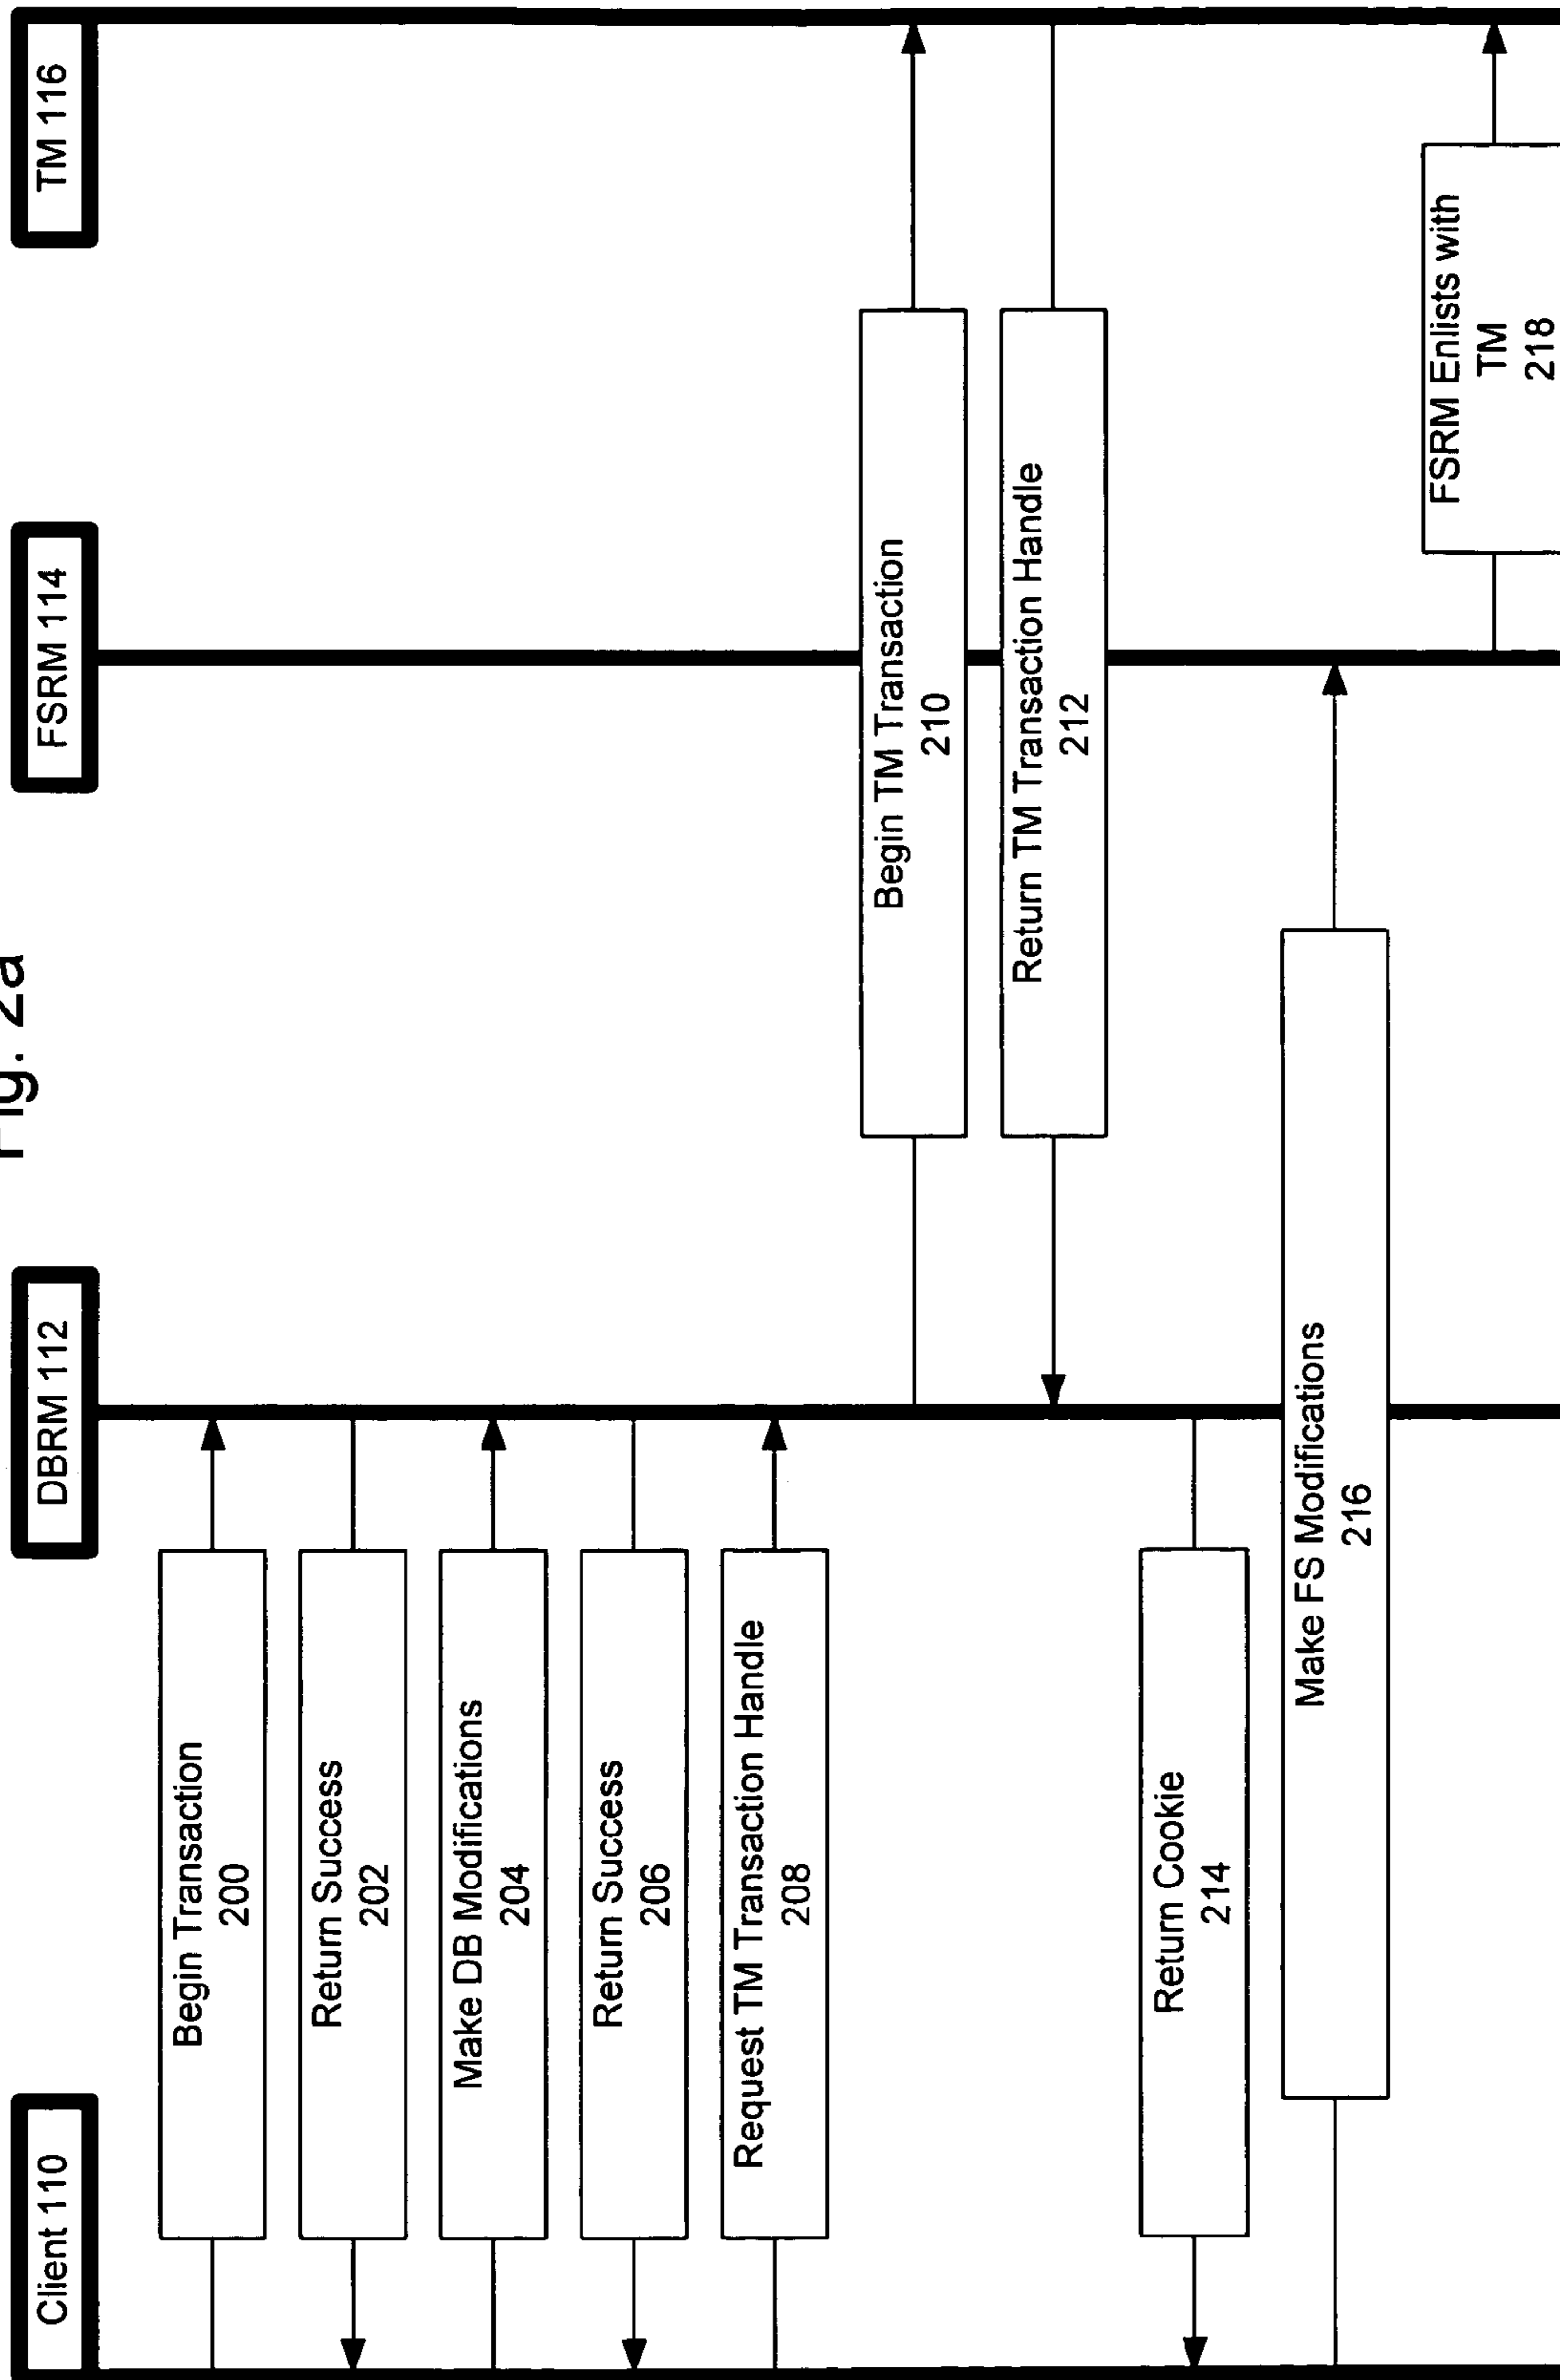 Fig. 2a
Client 110
DBRM 112
FSRM 114
TM 116
Begin Transaction
200
Return Success
202
Make DB Modifications
204
Return Success
206
Request TM Transaction Handle
208
Begin TM Transaction
210
Return TM Transaction Handle
212
Return Cookie
214
Make FS Modifications
216
FSRM Enlists with
TM
218